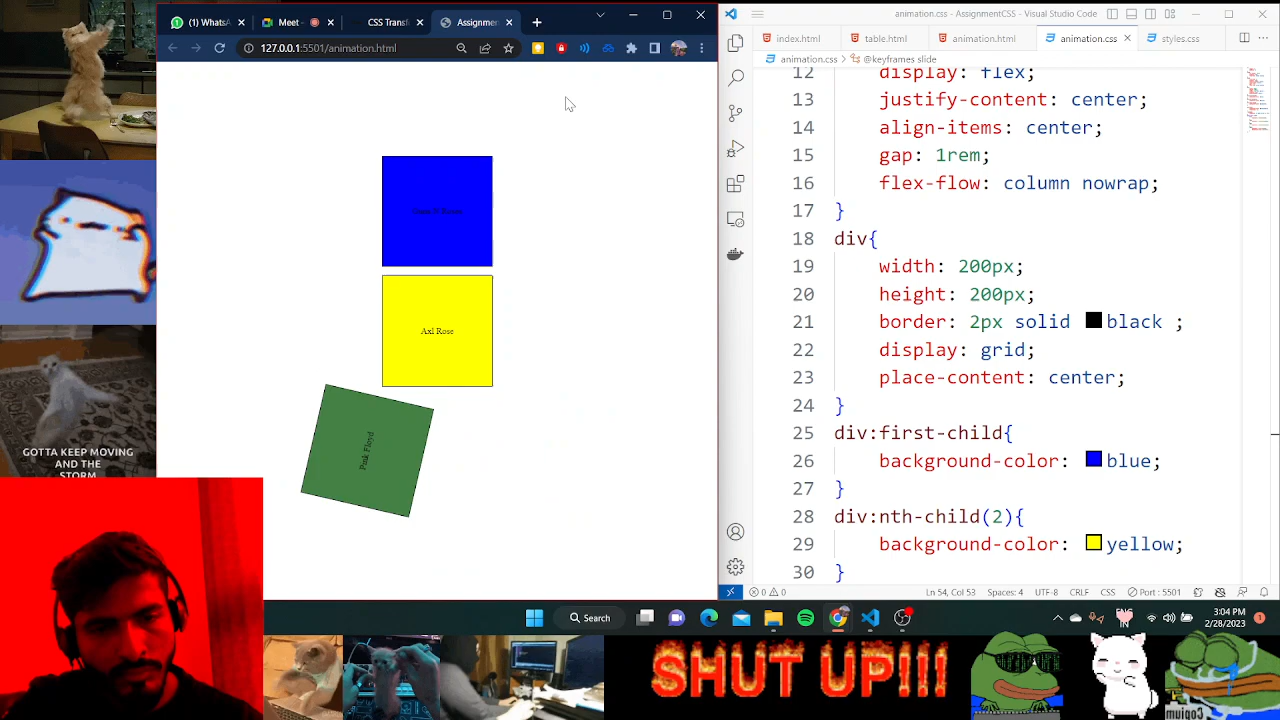 WhatsA
Meet -
CSS Transf
Assignme
127.0.0.1:5501/animation.html
Axl Rose
Pink Floyd
animation.css - AssignmentCSS - Visual Studio Code
index.html
table.html
animation.html
animation.css
styles.css
animation.css > @keyframes slide
12 display: flex;
13 justify-content: center;
14 align-items: center;
15 gap: 1rem;
16 flex-flow: column nowrap;
17 }
18 div{
19 width: 200px;
20 height: 200px;
21 border: 2px solid black ;
22 display: grid;
23 place-content: center;
24 }
25 div:first-child{
26 background-color: blue;
27 }
28 div:nth-child(2){
29 background-color: yellow;
30 }
0 0 Ln 54, Col 53 Spaces: 4 UTF-8 CRLF CSS Port : 5501
GOTTA KEEP MOVING
AND THE
STORM
Search
3:04 PM
2/28/2023
1
SHUT UP!!!